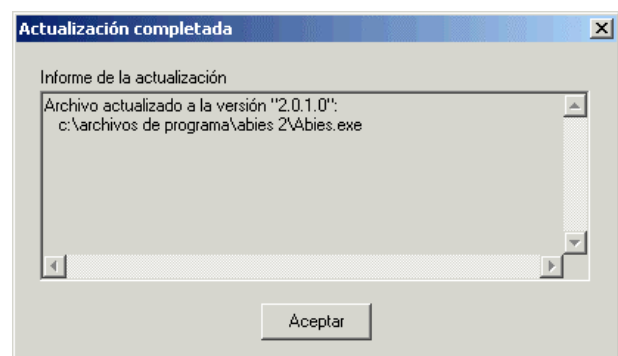 Actualización completada
Informe de la actualización
Archivo actualizado a la versión "2.0.1.0":
c:\archivos de programa\abies 2\Abies.exe
Aceptar